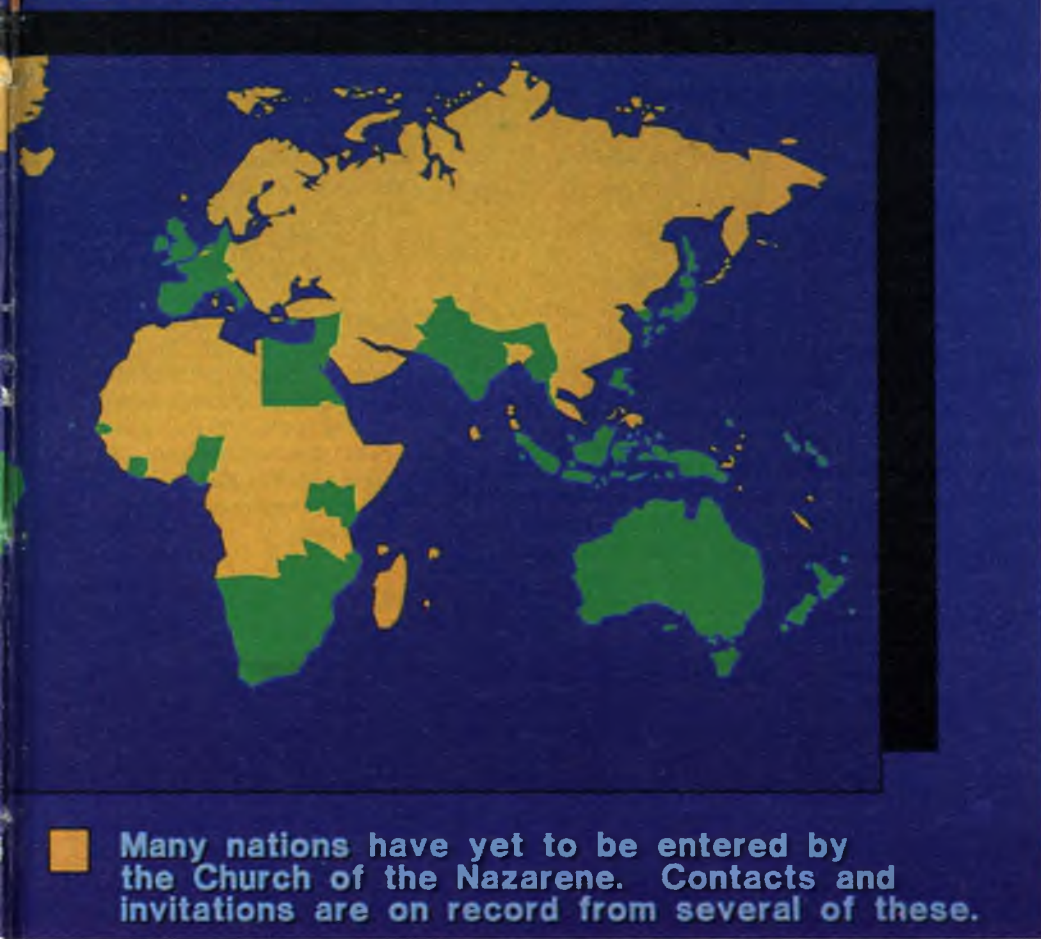 Many nations have yet to be entered by
the Church of the Nazarene. Contacts and
invitations are on record from several of these.